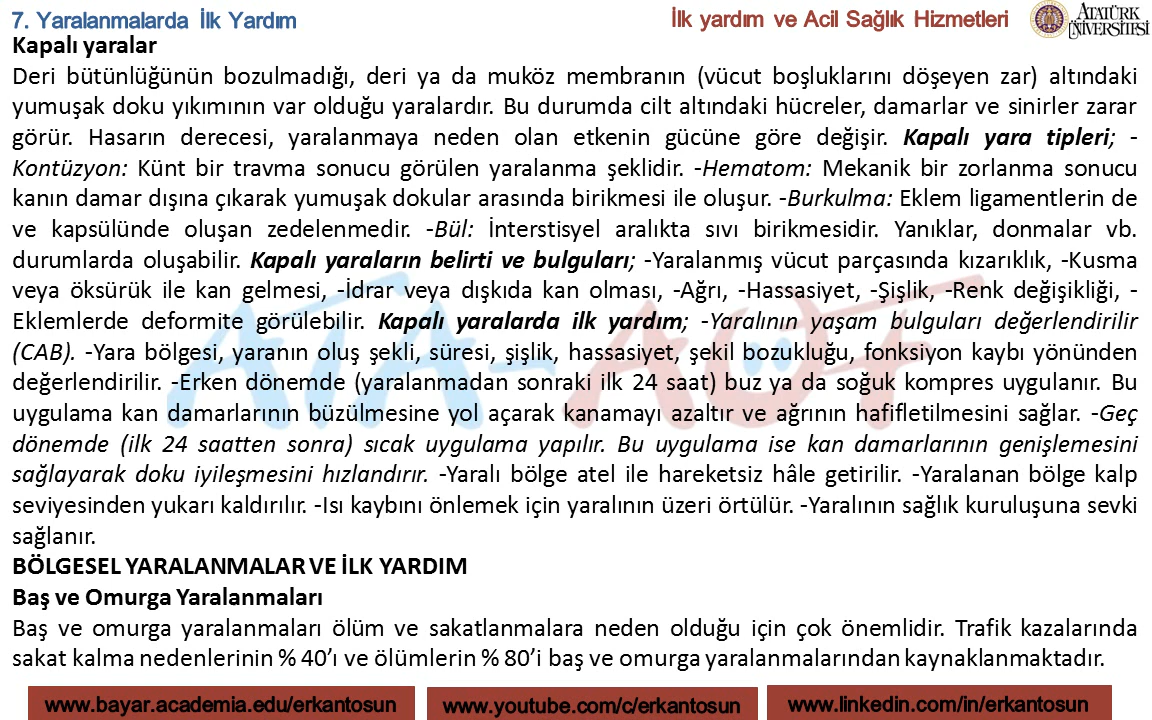 7. Yaralanmalarda İlk Yardım
İlk yardım ve Acil Sağlık Hizmetleri
ATATÜRK
ÜNİVERSİTESİ
Kapalı yaralar
Deri bütünlüğünün bozulmadığı, deri ya da muköz membranın (vücut boşluklarını döşeyen zar) altındaki
yumuşak doku yıkımının var olduğu yaralardır. Bu durumda cilt altındaki hücreler, damarlar ve sinirler zarar
görür. Hasarın derecesi, yaralanmaya neden olan etkenin gücüne göre değişir. Kapalı yara tipleri; -
Kontüzyon: Künt bir travma sonucu görülen yaralanma şeklidir. -Hematom: Mekanik bir zorlanma sonucu
kanın damar dışına çıkarak yumuşak dokular arasında birikmesi ile oluşur. -Burkulma: Eklem ligamentlerin de
ve kapsülünde oluşan zedelenmedir. -Bül: İnterstisyel aralıkta sıvı birikmesidir. Yanıklar, donmalar vb.
durumlarda oluşabilir. Kapalı yaraların belirti ve bulguları; -Yaralanmış vücut parçasında kızarıklık, -Kusma
veya öksürük ile kan gelmesi, -İdrar veya dışkıda kan olması, -Ağrı, -Hassasiyet, -Şişlik, -Renk değişikliği, -
Eklemlerde deformite görülebilir. Kapalı yaralarda ilk yardım; -Yaralının yaşam bulguları değerlendirilir
(CAB). -Yara bölgesi, yaranın oluş şekli, süresi, şişlik, hassasiyet, şekil bozukluğu, fonksiyon kaybı yönünden
değerlendirilir. -Erken dönemde (yaralanmadan sonraki ilk 24 saat) buz ya da soğuk kompres uygulanır. Bu
uygulama kan damarlarının büzülmesine yol açarak kanamayı azaltır ve ağrının hafifletilmesini sağlar. -Geç
dönemde (ilk 24 saatten sonra) sıcak uygulama yapılır. Bu uygulama ise kan damarlarının genişlemesini
sağlayarak doku iyileşmesini hızlandırır. -Yaralı bölge atel ile hareketsiz hâle getirilir. -Yaralanan bölge kalp
seviyesinden yukarı kaldırılır. -Isı kaybını önlemek için yaralının üzeri örtülür. -Yaralının sağlık kuruluşuna sevki
sağlanır.
BÖLGESEL YARALANMALAR VE İLK YARDIM
Baş ve Omurga Yaralanmaları
Baş ve omurga yaralanmaları ölüm ve sakatlanmalara neden olduğu için çok önemlidir. Trafik kazalarında
sakat kalma nedenlerinin % 40’ı ve ölümlerin % 80’i baş ve omurga yaralanmalarından kaynaklanmaktadır.
ATA-AÖF
www.bayar.academia.edu/erkantosun
www.youtube.com/c/erkantosun
www.linkedin.com/in/erkantosun